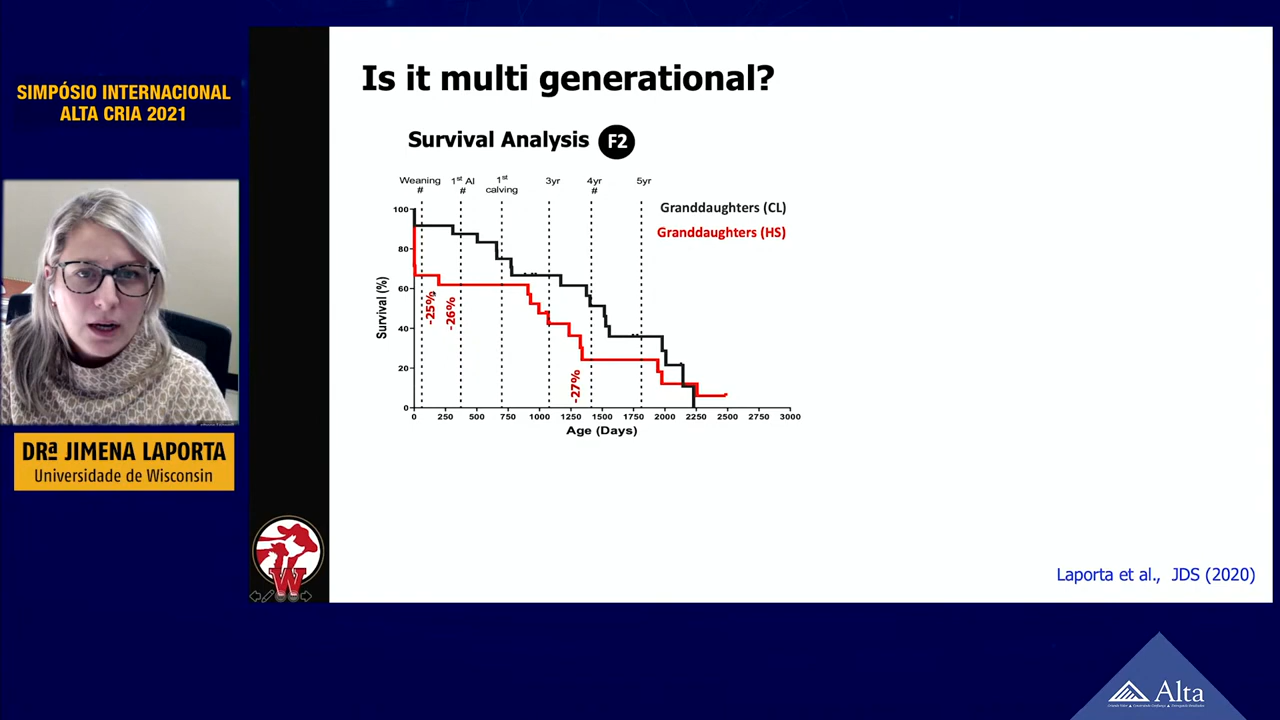 SIMPÓSIO INTERNACIONAL
ALTA CRIA 2021
DRª JIMENA LAPORTA
Universidade de Wisconsin
Is it multi generational?
Survival Analysis F2
Weaning
#
1st AI
#
1st
calving
3yr
4yr
#
5yr
Granddaughters (CL)
Granddaughters (HS)
Survival (%)
100
80
60
40
20
0
-25%
-26%
-27%
0 250 500 750 1000 1250 1500 1750 2000 2250 2500 2750 3000
Age (Days)
W
Laporta et al., JDS (2020)
Alta